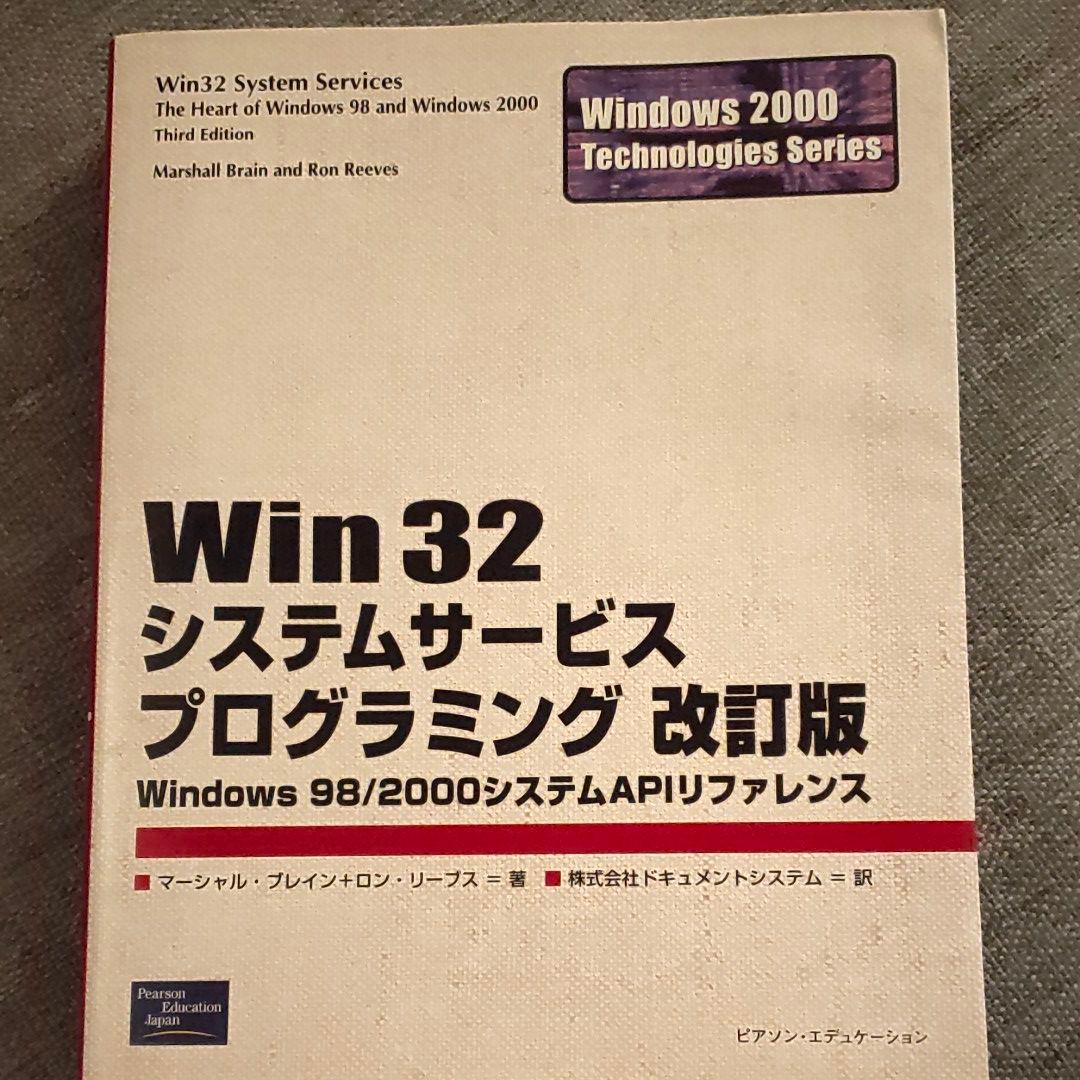 Win32 System Services
The Heart of Windows 98 and Windows 2000
Third Edition
Marshall Brain and Ron Reeves
Windows 2000
Technologies Series
Win 32
システムサービス
プログラミング 改訂版
Windows 98/2000システムAPIリファレンス
■ マーシャル・ブレイン+ロン・リーブス = 著 ■ 株式会社ドキュメントシステム = 訳
Pearson
Education
Japan
ピアソン・エデュケーション